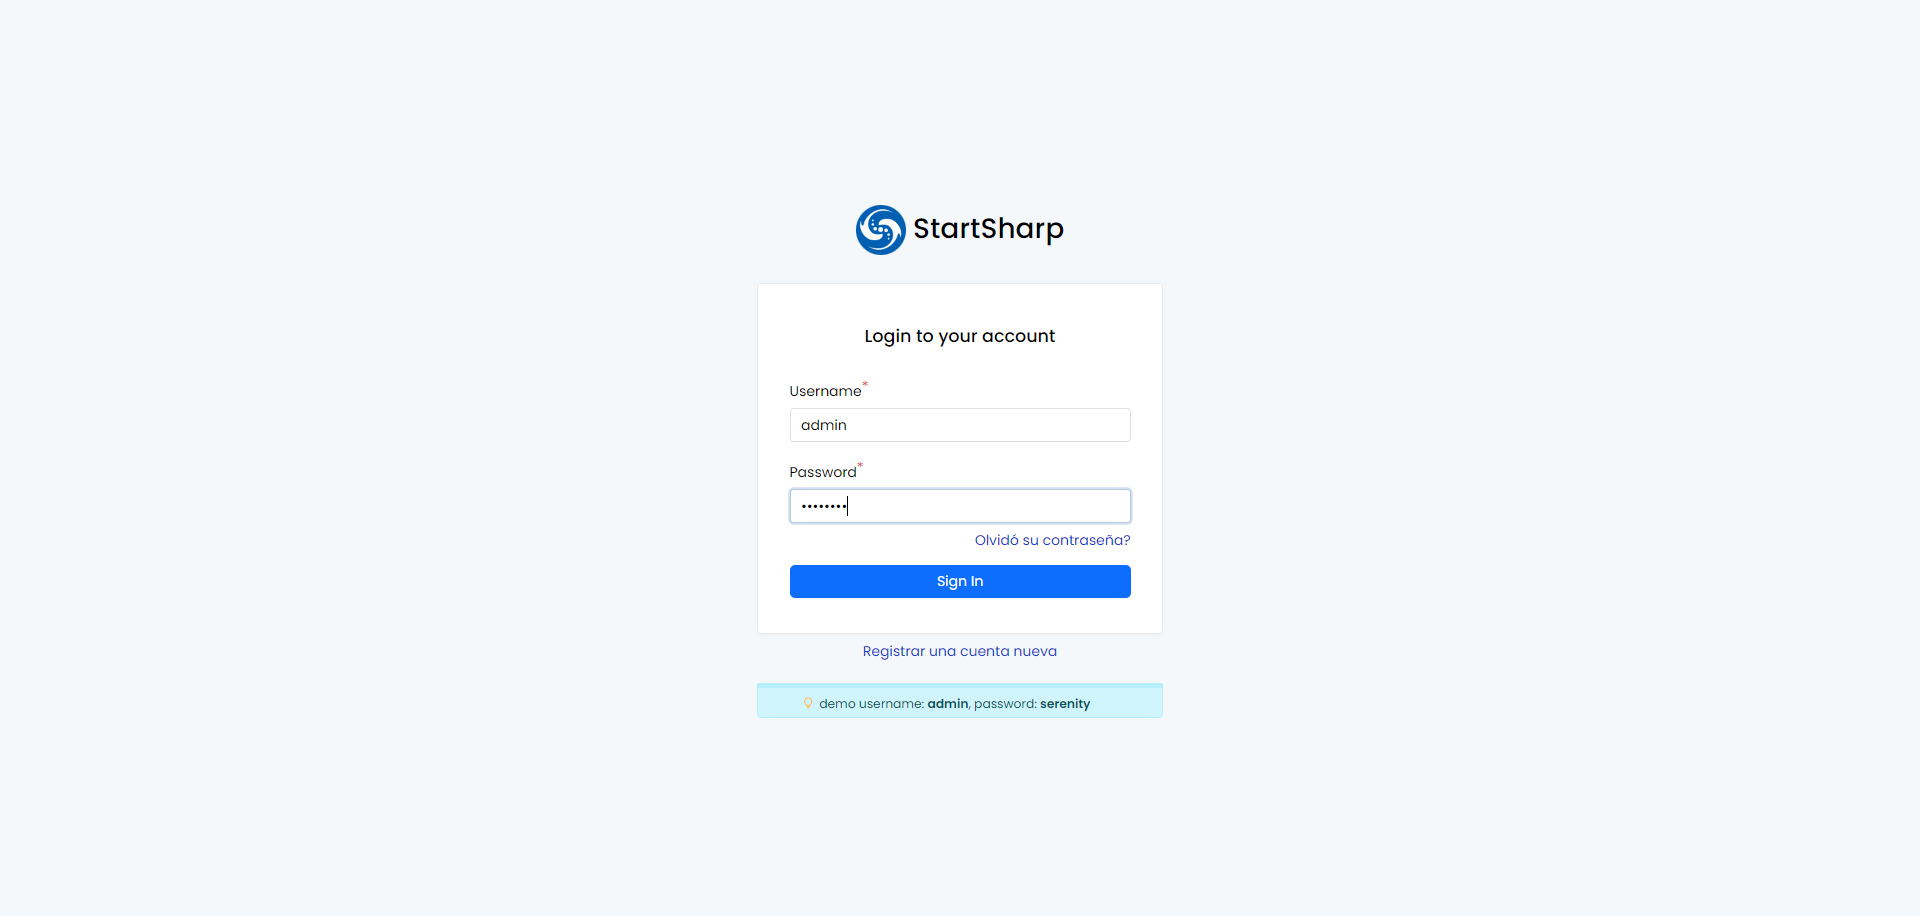 StartSharp
Login to your account
Username*
admin
Password*
••••••••
Olvidó su contraseña?
Sign In
Registrar una cuenta nueva
demo username: admin, password: serenity